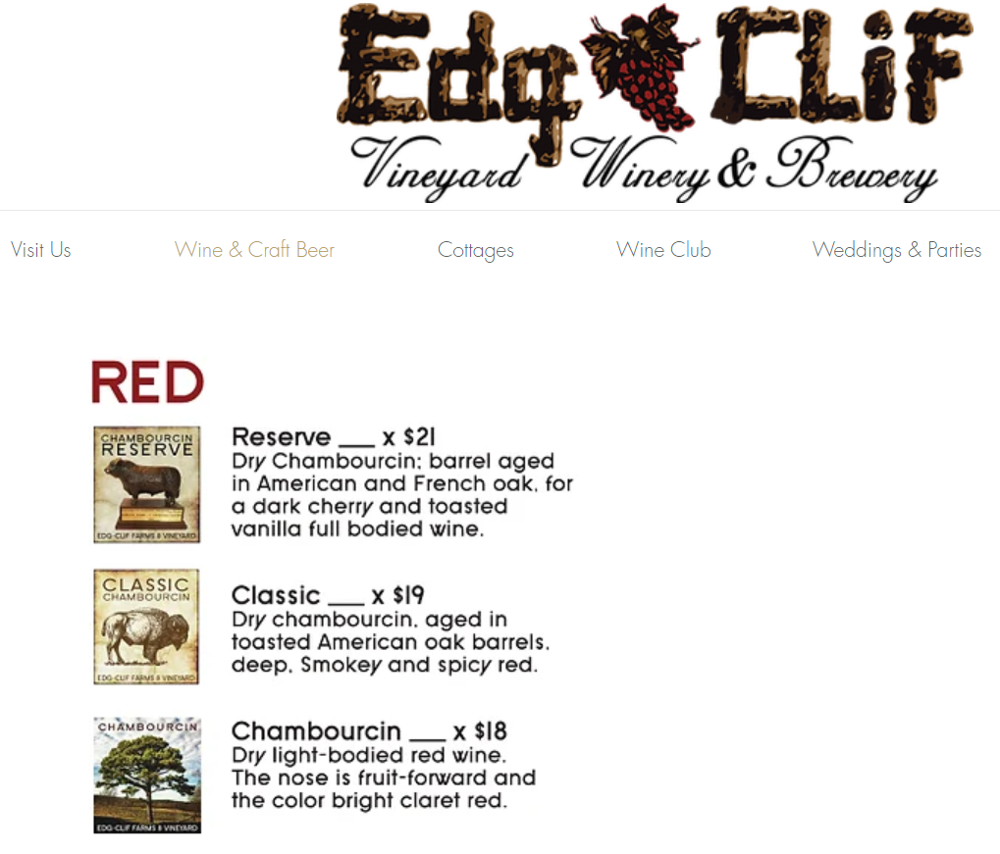 Edg CLiF
Vineyard Winery & Brewery
Visit Us Wine & Craft Beer Cottages Wine Club Weddings & Parties
RED
CHAMBOURCIN
RESERVE
EDG-CLIF FARMS & VINEYARD
Reserve ___ x $21
Dry Chambourcin; barrel aged
in American and French oak, for
a dark cherry and toasted
vanilla full bodied wine.
CLASSIC
CHAMBOURCIN
EDG-CLIF FARMS & VINEYARD
Classic ___ x $19
Dry chambourcin, aged in
toasted American oak barrels,
deep, Smokey and spicy red.
CHAMBOURCIN
EDG-CLIF FARMS & VINEYARD
Chambourcin ___ x $18
Dry light-bodied red wine.
The nose is fruit-forward and
the color bright claret red.